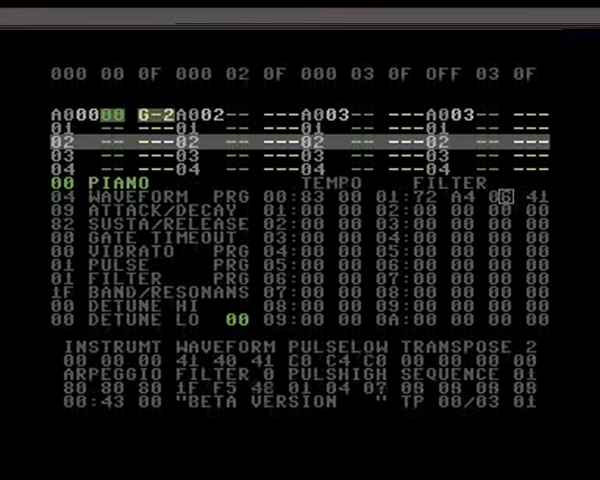 000 00 0F 000 02 0F 000 03 0F OFF 03 0F
A00000 G-2A002-- ---A003-- ---A003-- ---
01 -- ---01 -- ---01 -- ---01 -- ---
02 -- ---02 -- ---02 -- ---02 -- ---
03 -- ---03 -- ---03 -- ---03 -- ---
04 -- ---04 -- ---04 -- ---04 -- ---
00 PIANO TEMPO FILTER
04 WAVEFORM PRG 00:83 00 01:72 A4 06 41
09 ATTACK/DECAY 01:00 00 02:00 00 00 00
82 SUSTA/RELEASE 02:00 00 03:00 00 00 00
00 GATE TIMEOUT 03:00 00 04:00 00 00 00
00 VIBRATO PRG 04:00 00 05:00 00 00 00
01 PULSE PRG 05:00 00 06:00 00 00 00
01 FILTER PRG 06:00 00 07:00 00 00 00
1F BAND/RESONANS 07:00 00 08:00 00 00 00
00 DETUNE HI 08:00 00 09:00 00 00 00
00 DETUNE LO 00 09:00 00 0A:00 00 00 00
INSTRUMT WAVEFORM PULSELOW TRANSPOSE 2
00 00 00 41 40 41 C0 C4 C0 00 00 00 00
ARPEGGIO FILTER 0 PULSHIGH SEQUENCE 01
80 80 80 1F F5 48 01 04 07 08 08 08 08
00:43 00 "BETA VERSION " TP 00/03 01